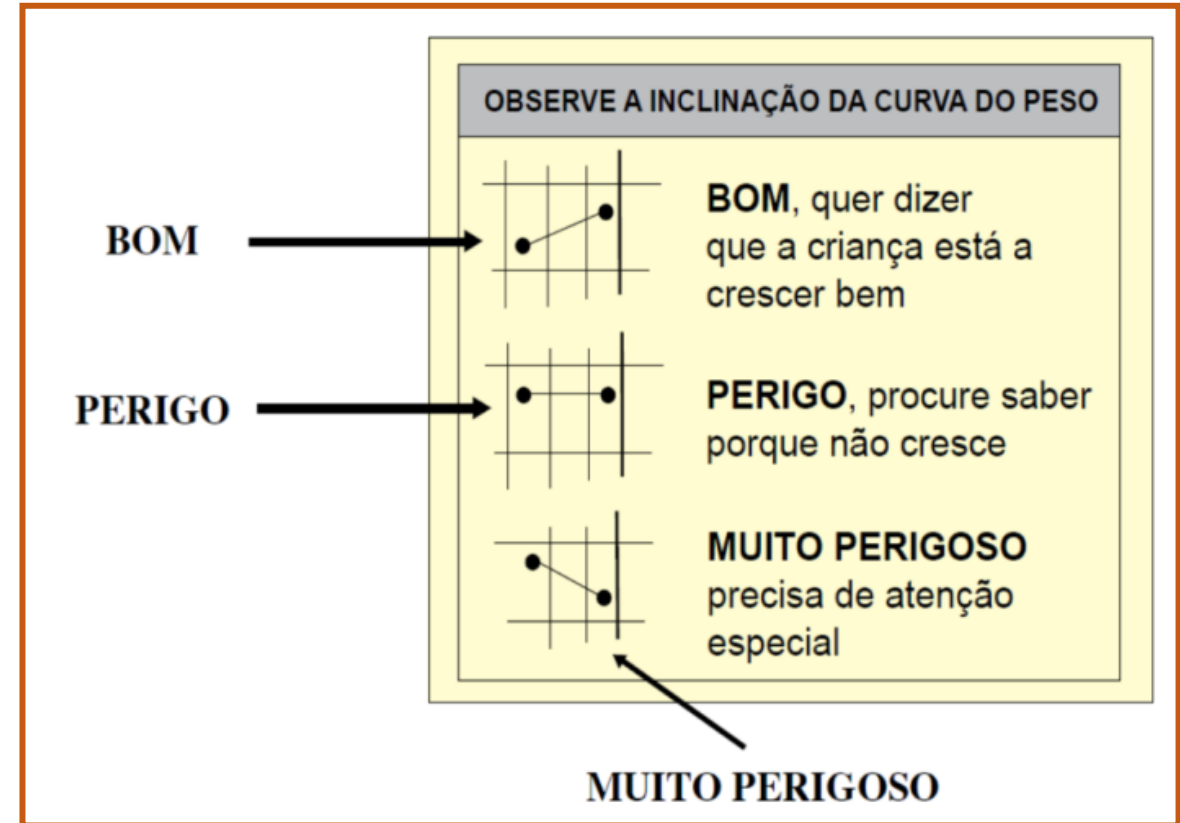 OBSERVE A INCLINAÇÃO DA CURVA DO PESO
BOM
BOM, quer dizer
que a criança está a
crescer bem
PERIGO
PERIGO, procure saber
porque não cresce
MUITO PERIGOSO
precisa de atenção
especial
MUITO PERIGOSO